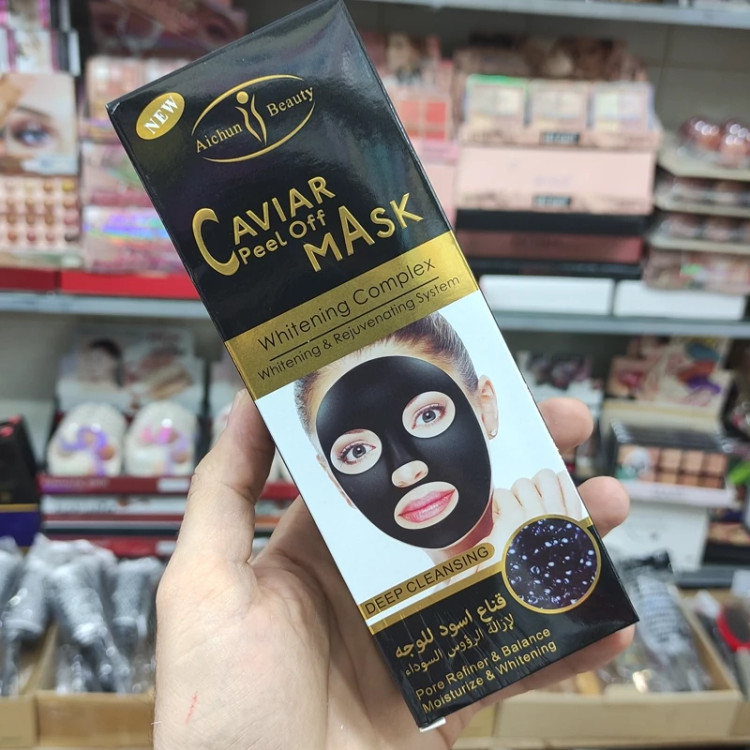 NEW
Aichun Beauty
CAVIAR
Peel Off
MASK
Whitening Complex
Whitening & Rejuvenating System
DEEP CLEANSING
قناع اسود للوجه
لازالة الرؤوس السوداء
Pore Refiner & Balance
Moisturize & Whitening